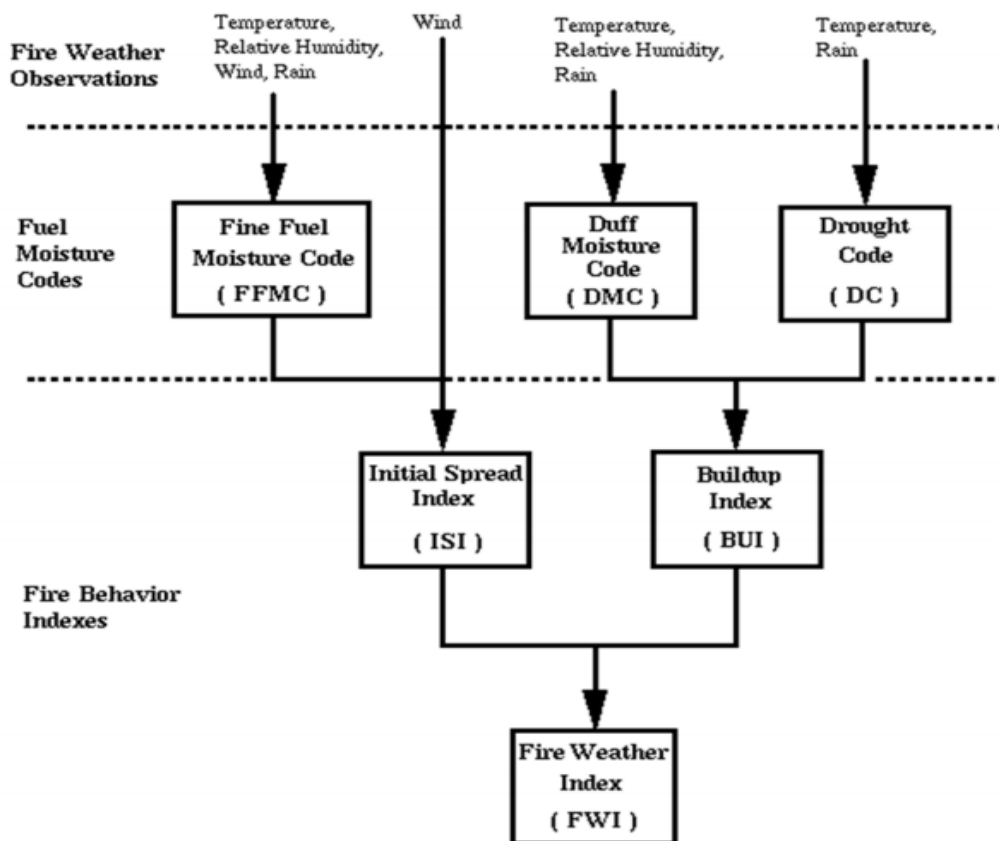 Fire Weather
Observations
Temperature,
Relative Humidity,
Wind, Rain
Wind
Temperature,
Relative Humidity,
Rain
Temperature,
Rain
Fuel
Moisture
Codes
Fine Fuel
Moisture Code
( FFMC )
Duff
Moisture
Code
( DMC )
Drought
Code
( DC )
Fire Behavior
Indexes
Initial Spread
Index
( ISI )
Buildup
Index
( BUI )
Fire Weather
Index
( FWI )